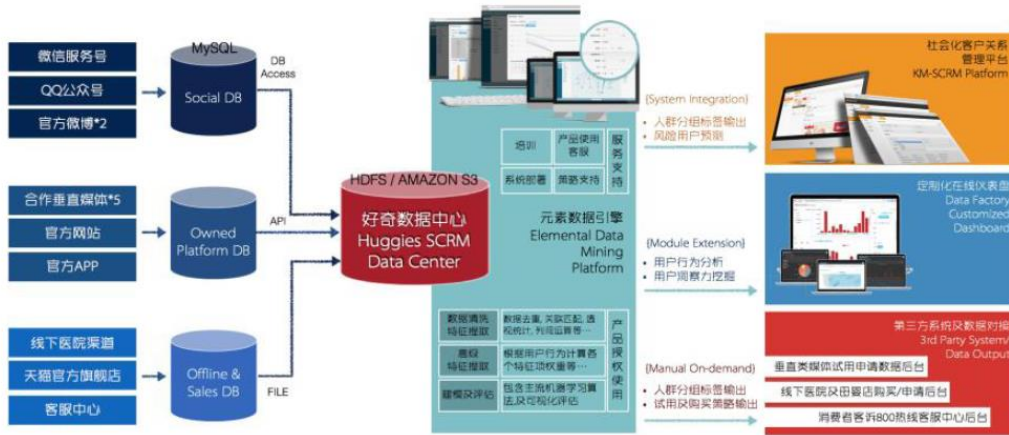 微信服务号
QQ公众号
官方微博*2
MySQL
Social DB
DB
Access
合作垂直媒体*5
官方网站
官方APP
Owned
Platform DB
API
线下医院渠道
天猫官方旗舰店
客服中心
Offline &
Sales DB
FILE
HDFS / AMAZON S3
好奇数据中心
Huggies SCRM
Data Center
培训
产品使用
客服
系统部署
策略支持
服务支持
元素数据引擎
Elemental Data
Mining
Platform
数据清洗
特征提取
数据去重, 关联匹配, 透
视统计, 列间运算等…
高级
特征提取
根据用户行为计算各
个特征项权重等…
建模及评估
包含主流机器学习算
法,及可视化评估
产品授权使用
{System Integration}
• 人群分组标签输出
• 风险用户预测
{Module Extension}
• 用户行为分析
• 用户洞察力挖掘
{Manual On-demand}
• 人群分组标签输出
• 试用及购买策略输出
社会化客户关系
管理平台
KM-SCRM Platform
定制化在线仪表盘
Data Factory
Customized
Dashboard
第三方系统及数据对接
3rd Party System/
Data Output
垂直类媒体试用申请数据后台
线下医院及母婴店购买/申请后台
消费者客诉800热线客服中心后台